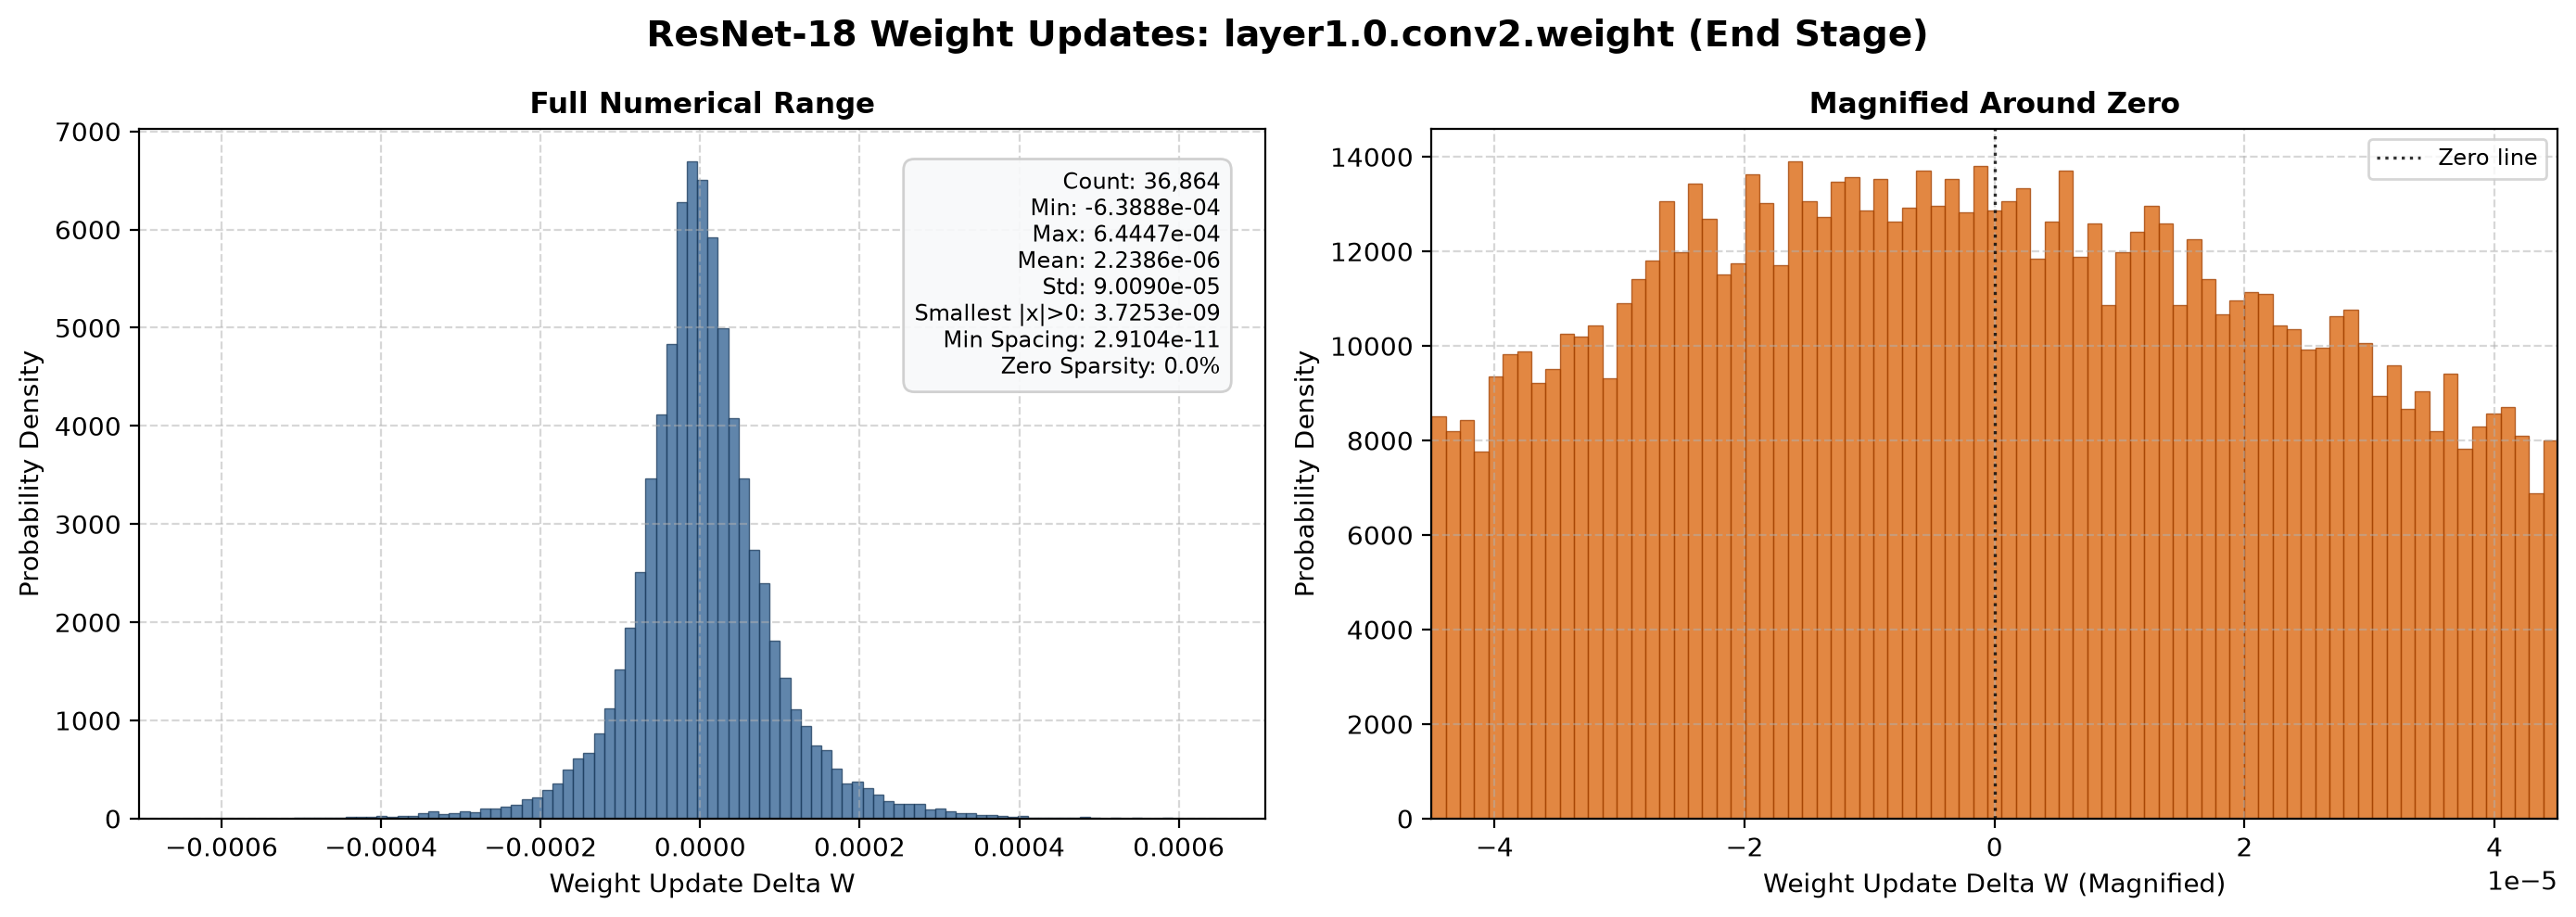 ResNet-18 Weight Updates: layer1.0.conv2.weight (End Stage)
Full Numerical Range
Probability Density
7000
6000
5000
4000
3000
2000
1000
0
Count: 36,864
Min: -6.3888e-04
Max: 6.4447e-04
Mean: 2.2386e-06
Std: 9.0090e-05
Smallest |x|>0: 3.7253e-09
Min Spacing: 2.9104e-11
Zero Sparsity: 0.0%
−0.0006 −0.0004 −0.0002 0.0000 0.0002 0.0004 0.0006
Weight Update Delta W
Magnified Around Zero
Probability Density
14000
12000
10000
8000
6000
4000
2000
0
Zero line
−4 −2 0 2 4
1e−5
Weight Update Delta W (Magnified)